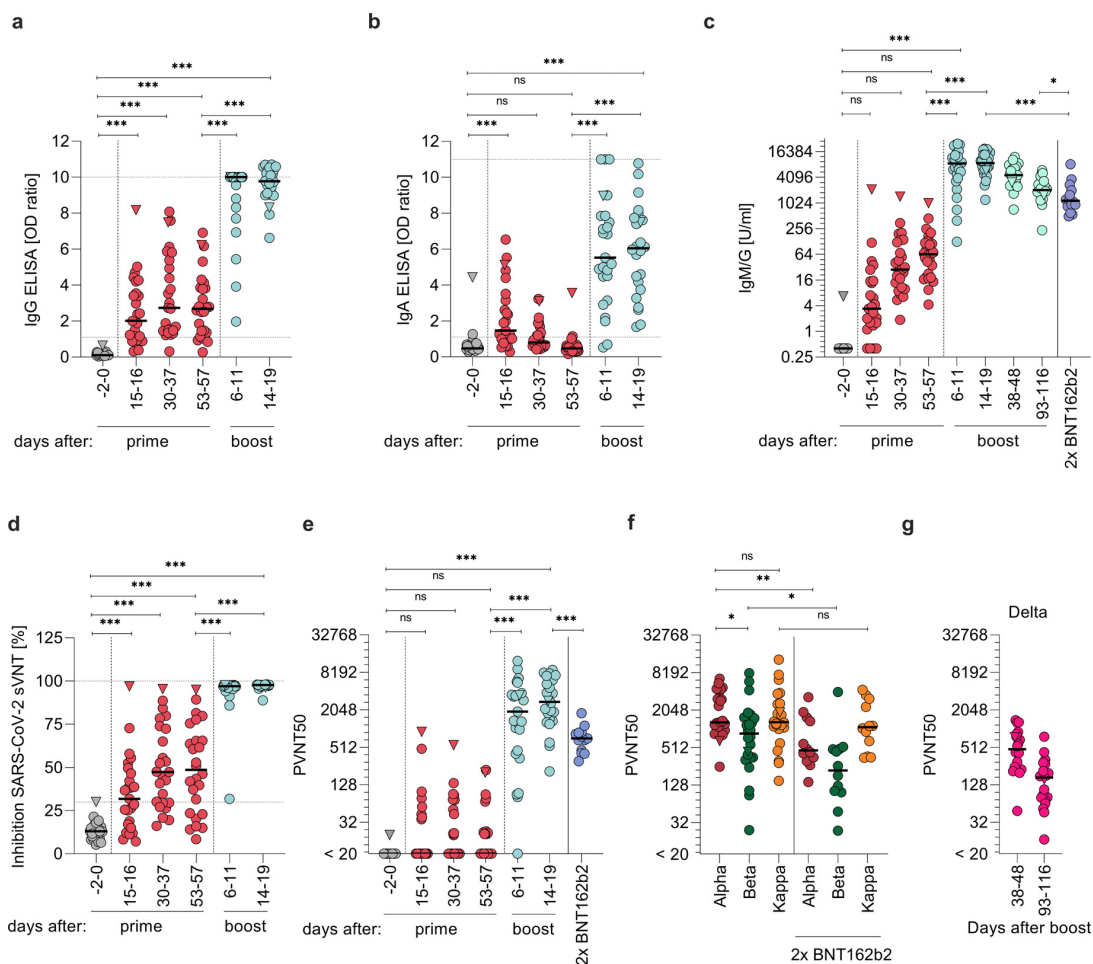 a
b
c
***
***
***
***
***
***
***
ns
ns
***
***
***
***
ns
ns
***
***
***
*
IgG ELISA [OD ratio]
12
10
8
6
4
2
0
-2-0
15-16
30-37
53-57
6-11
14-19
days after:
prime
boost
IgA ELISA [OD ratio]
12
10
8
6
4
2
0
-2-0
15-16
30-37
53-57
6-11
14-19
days after:
prime
boost
IgM/G [U/ml]
16384
4096
1024
256
64
16
4
1
0.25
-2-0
15-16
30-37
53-57
6-11
14-19
38-48
93-116
2x BNT162b2
days after:
prime
boost
d
e
f
g
***
***
***
***
***
***
ns
ns
***
***
***
ns
**
*
*
ns
Delta
Inhibition SARS-CoV-2 sVNT [%]
125
100
75
50
25
0
-2-0
15-16
30-37
53-57
6-11
14-19
days after:
prime
boost
PVNT50
32768
8192
2048
512
128
32
< 20
-2-0
15-16
30-37
53-57
6-11
14-19
2x BNT162b2
days after:
prime
boost
PVNT50
32768
8192
2048
512
128
32
< 20
Alpha
Beta
Kappa
Alpha
Beta
Kappa
2x BNT162b2
PVNT50
32768
8192
2048
512
128
32
< 20
38-48
93-116
Days after boost